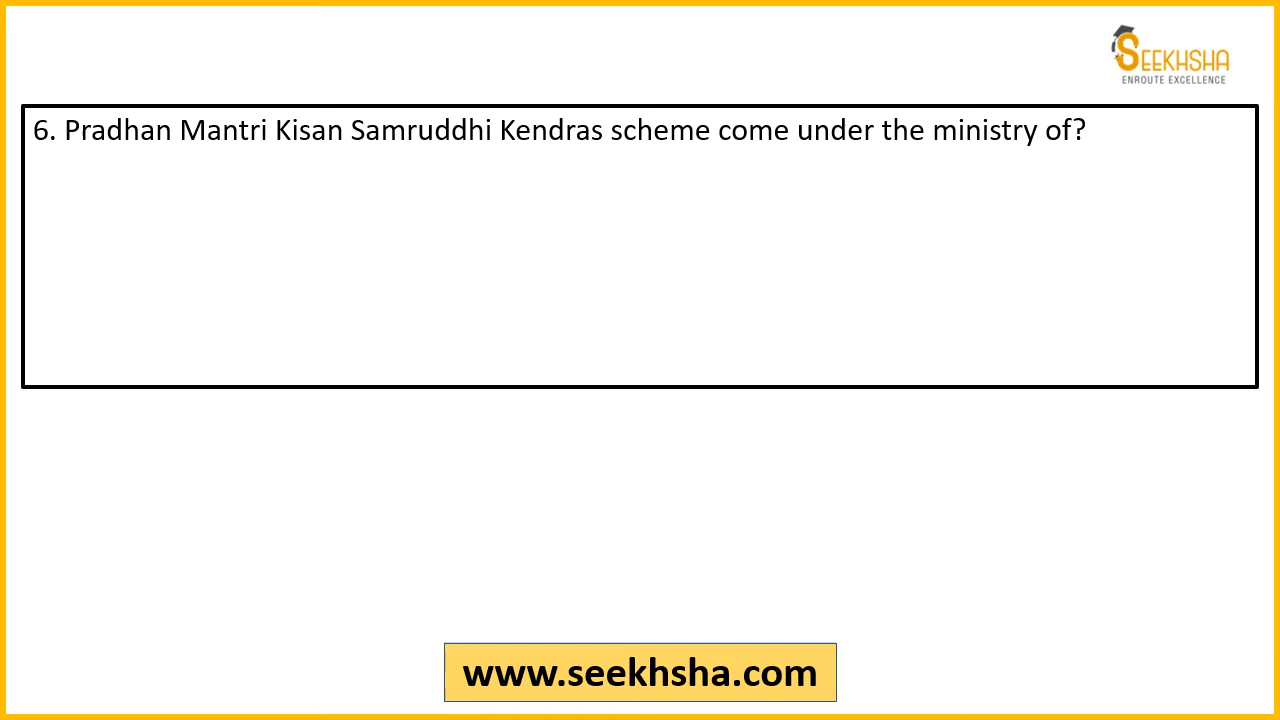 SEEKHSHA
ENROUTE EXCELLENCE
6. Pradhan Mantri Kisan Samruddhi Kendras scheme come under the ministry of?
www.seekhsha.com